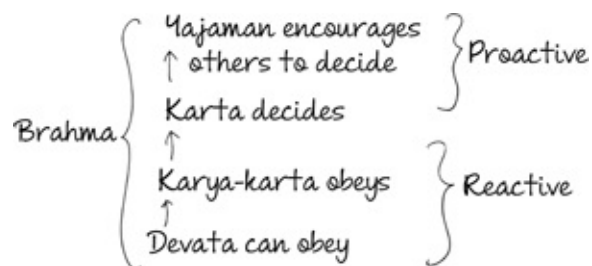 Yajaman encourages
↑ others to decide
Proactive
Karta decides
Brahma
↑
Karya-karta obeys
Reactive
↑
Devata can obey